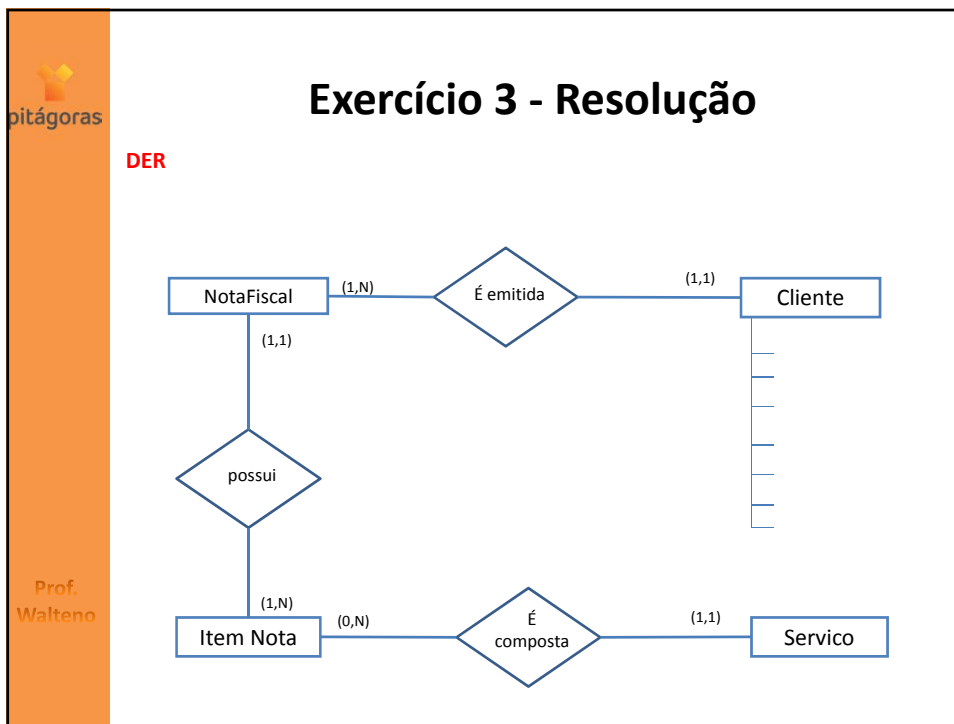 pitágoras
Exercício 3 - Resolução
DER
NotaFiscal
(1,N)
É emitida
(1,1)
Cliente
(1,1)
possui
Prof.
Walteno
(1,N)
Item Nota
(0,N)
É
composta
(1,1)
Servico